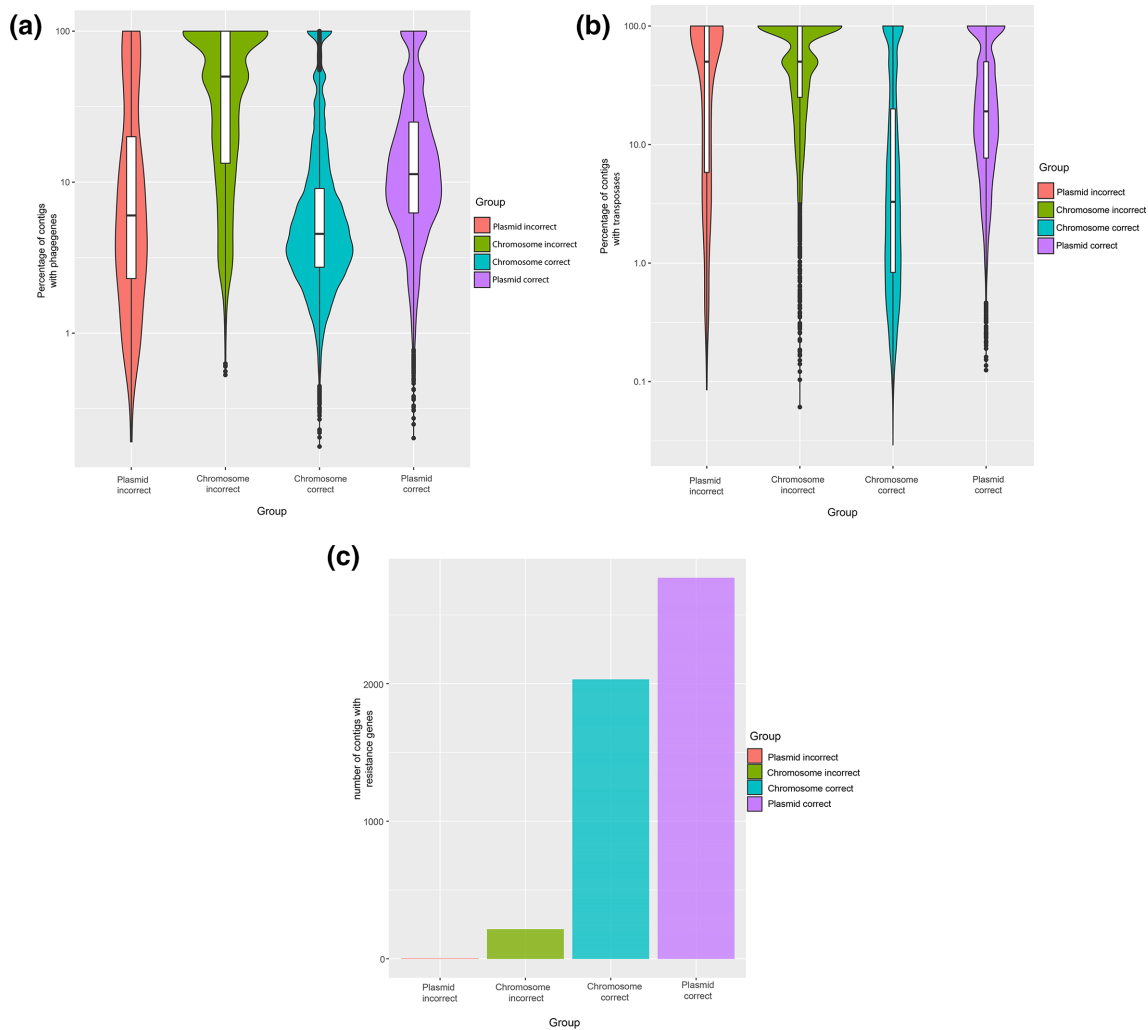 (a)
100
10
1
Percentage of contigs
with phagegenes
Plasmid
incorrect
Chromosome
incorrect
Chromosome
correct
Plasmid
correct
Group
Group
Plasmid incorrect
Chromosome incorrect
Chromosome correct
Plasmid correct
(b)
100.0
10.0
1.0
0.1
Percentage of contigs
with transposases
Plasmid
incorrect
Chromosome
incorrect
Chromosome
correct
Plasmid
correct
Group
Group
Plasmid incorrect
Chromosome incorrect
Chromosome correct
Plasmid correct
(c)
2000
1000
0
number of contigs with
resistance genes
Plasmid
incorrect
Chromosome
incorrect
Chromosome
correct
Plasmid
correct
Group
Group
Plasmid incorrect
Chromosome incorrect
Chromosome correct
Plasmid correct